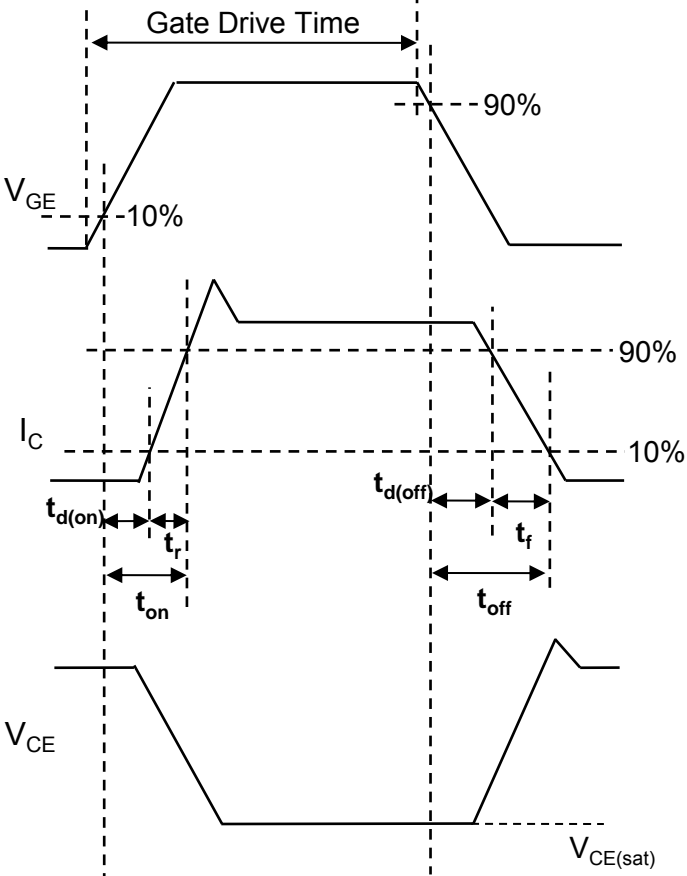 Gate Drive Time
90%
V_GE
10%
90%
I_C
10%
t_d(on)
t_d(off)
t_r
t_f
t_on
t_off
V_CE
V_CE(sat)